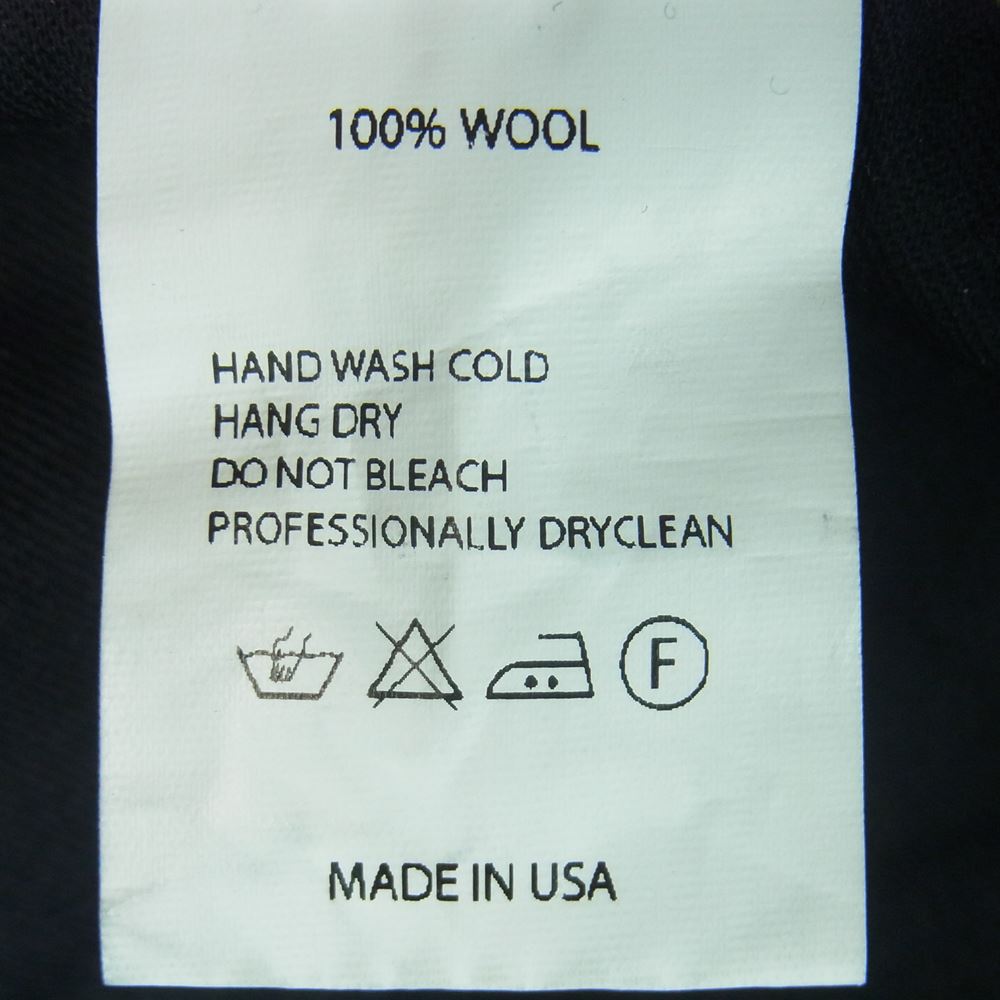 100% WOOL
HAND WASH COLD
HANG DRY
DO NOT BLEACH
PROFESSIONALLY DRYCLEAN
F
MADE IN USA